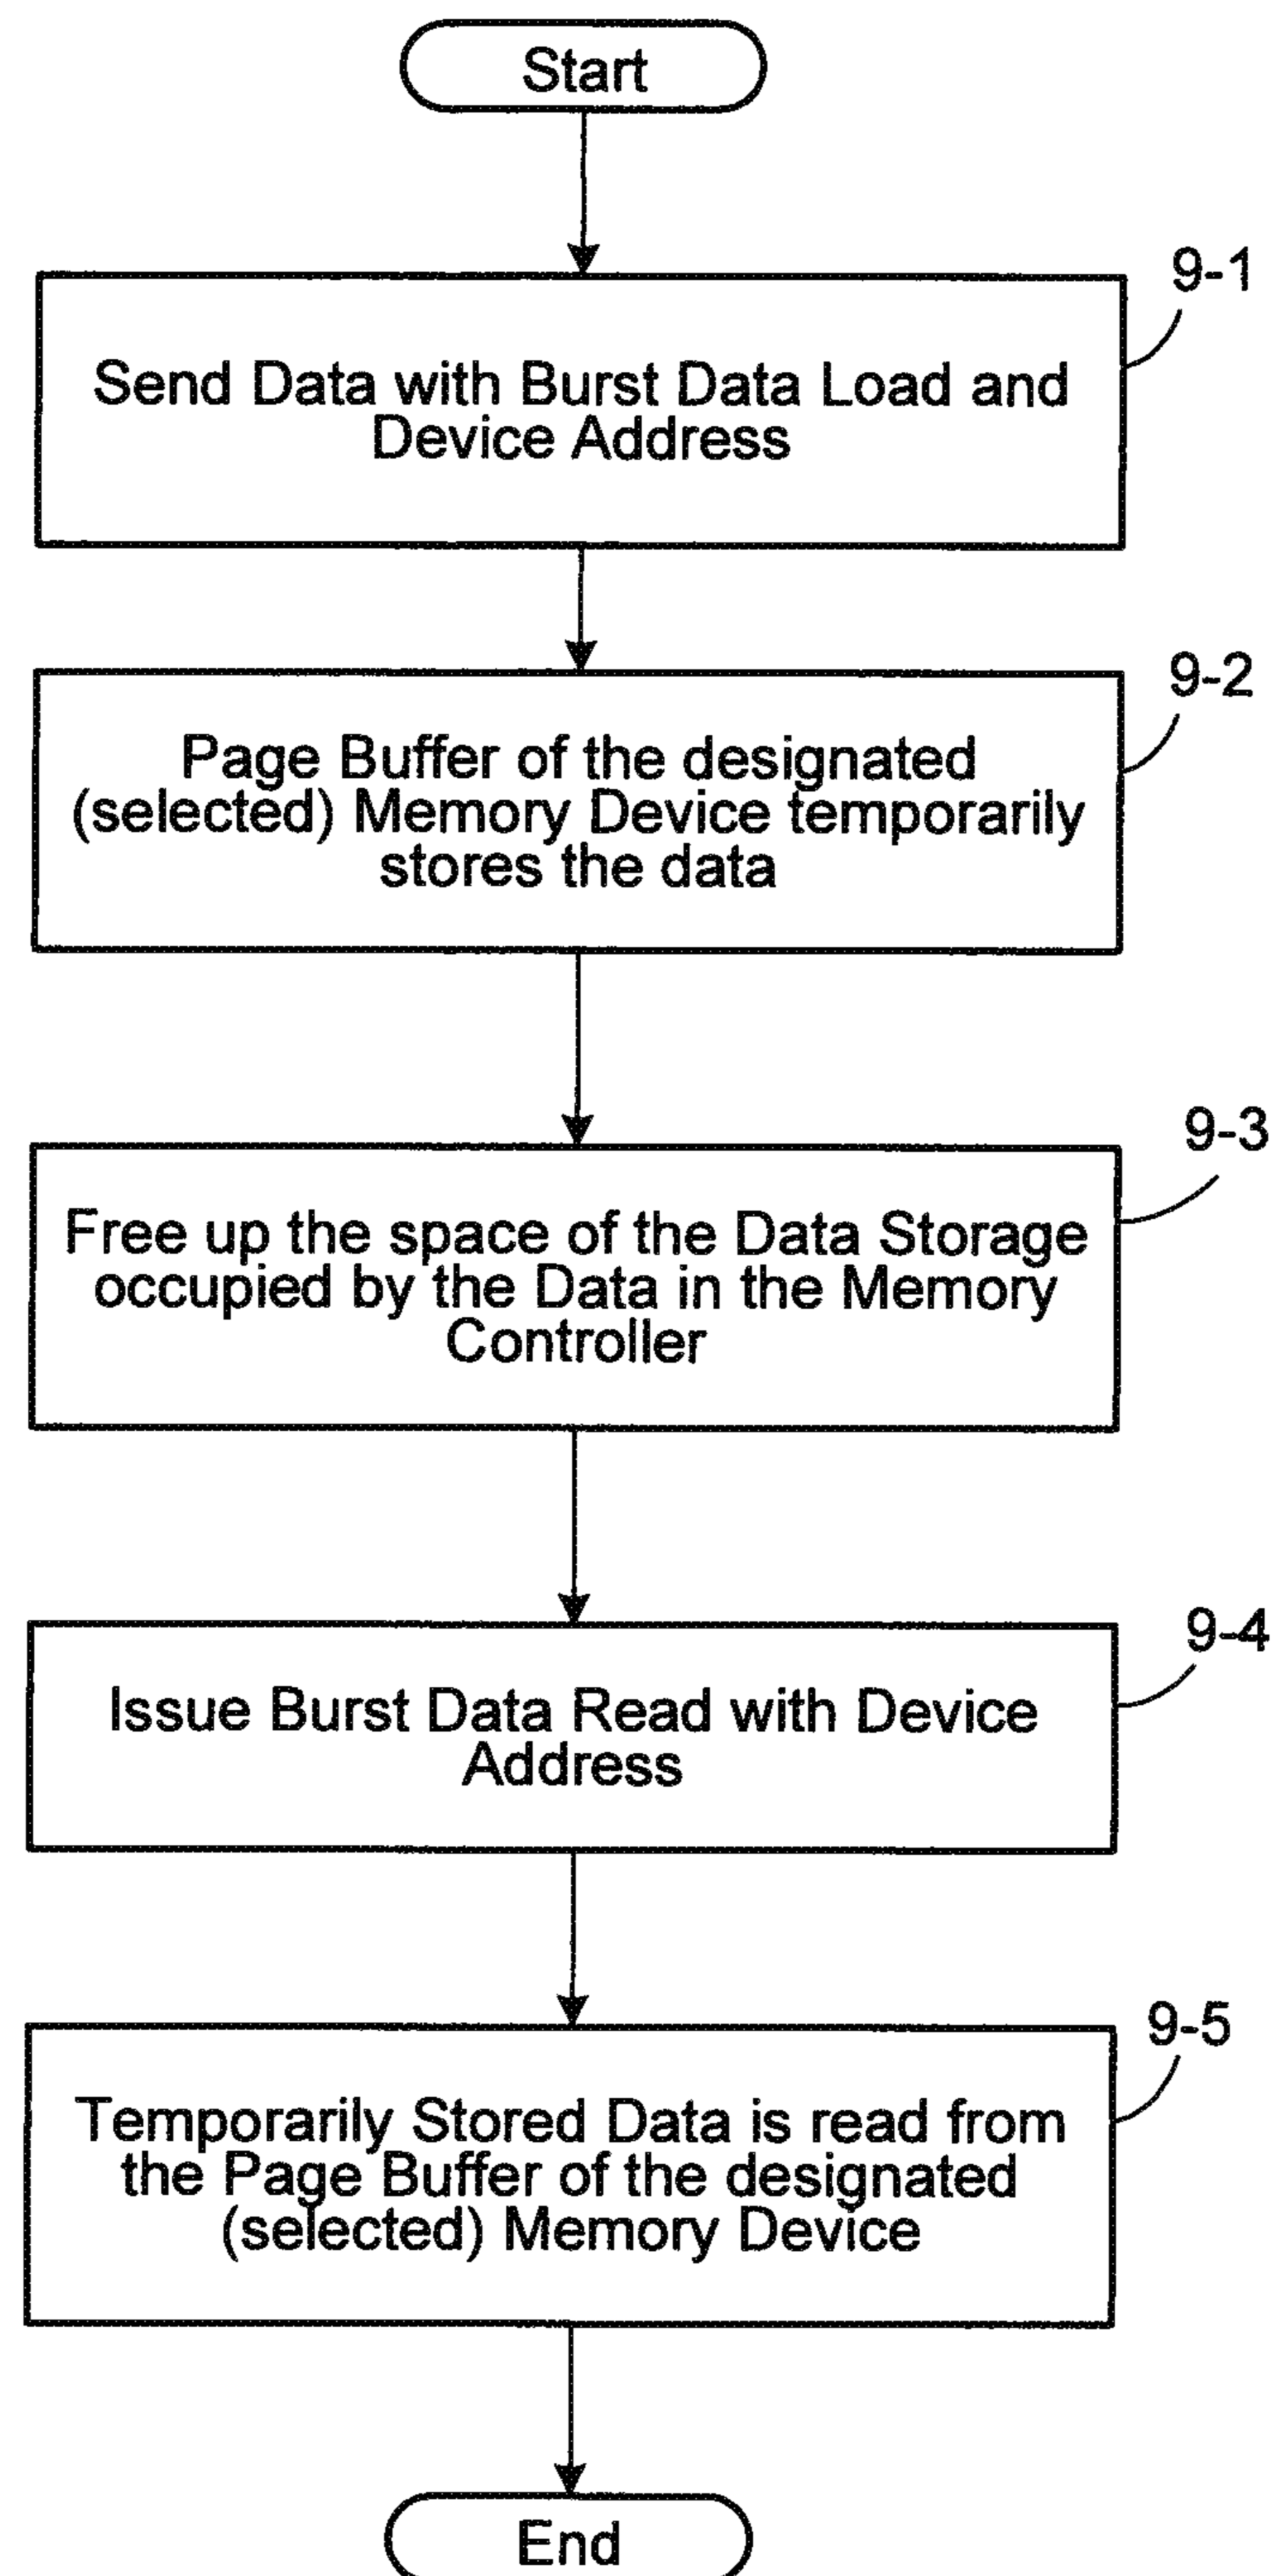 Start
9-1
Send Data with Burst Data Load and
Device Address
9-2
Page Buffer of the designated
(selected) Memory Device temporarily
stores the data
9-3
Free up the space of the Data Storage
occupied by the Data in the Memory
Controller
9-4
Issue Burst Data Read with Device
Address
9-5
Temporarily Stored Data is read from
the Page Buffer of the designated
(selected) Memory Device
End